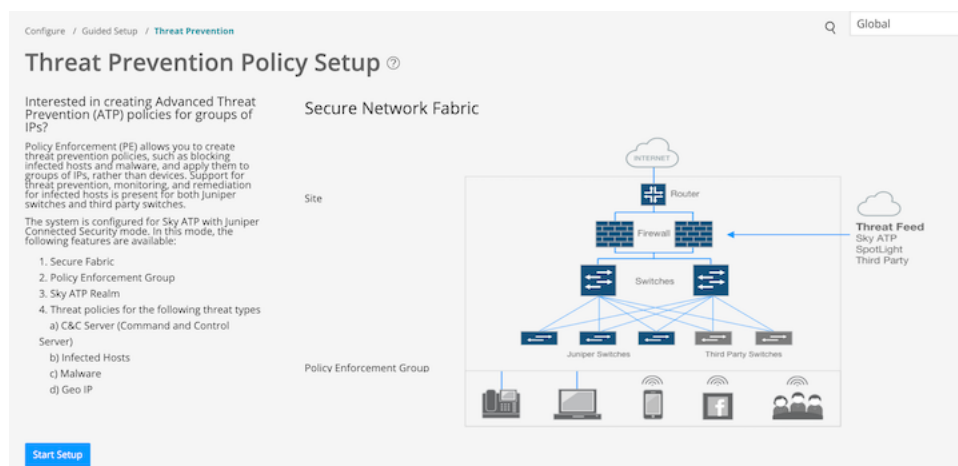 Configure / Guided Setup / Threat Prevention
Global
Threat Prevention Policy Setup ?
Interested in creating Advanced Threat
Prevention (ATP) policies for groups of
IPs?
Policy Enforcement (PE) allows you to create
threat prevention policies, such as blocking
infected hosts and malware, and apply them to
groups of IPs, rather than devices. Support for
threat prevention, monitoring, and remediation
for infected hosts is present for both Juniper
switches and third party switches.
The system is configured for Sky ATP with Juniper
Connected Security mode. In this mode, the
following features are available:
1. Secure Fabric
2. Policy Enforcement Group
3. Sky ATP Realm
4. Threat policies for the following threat types
a) C&C Server (Command and Control
Server)
b) Infected Hosts
c) Malware
d) Geo IP
Start Setup
Secure Network Fabric
INTERNET
Site
Router
Firewall
Threat Feed
Sky ATP
SpotLight
Third Party
Switches
Juniper Switches
Third Party Switches
Policy Enforcement Group